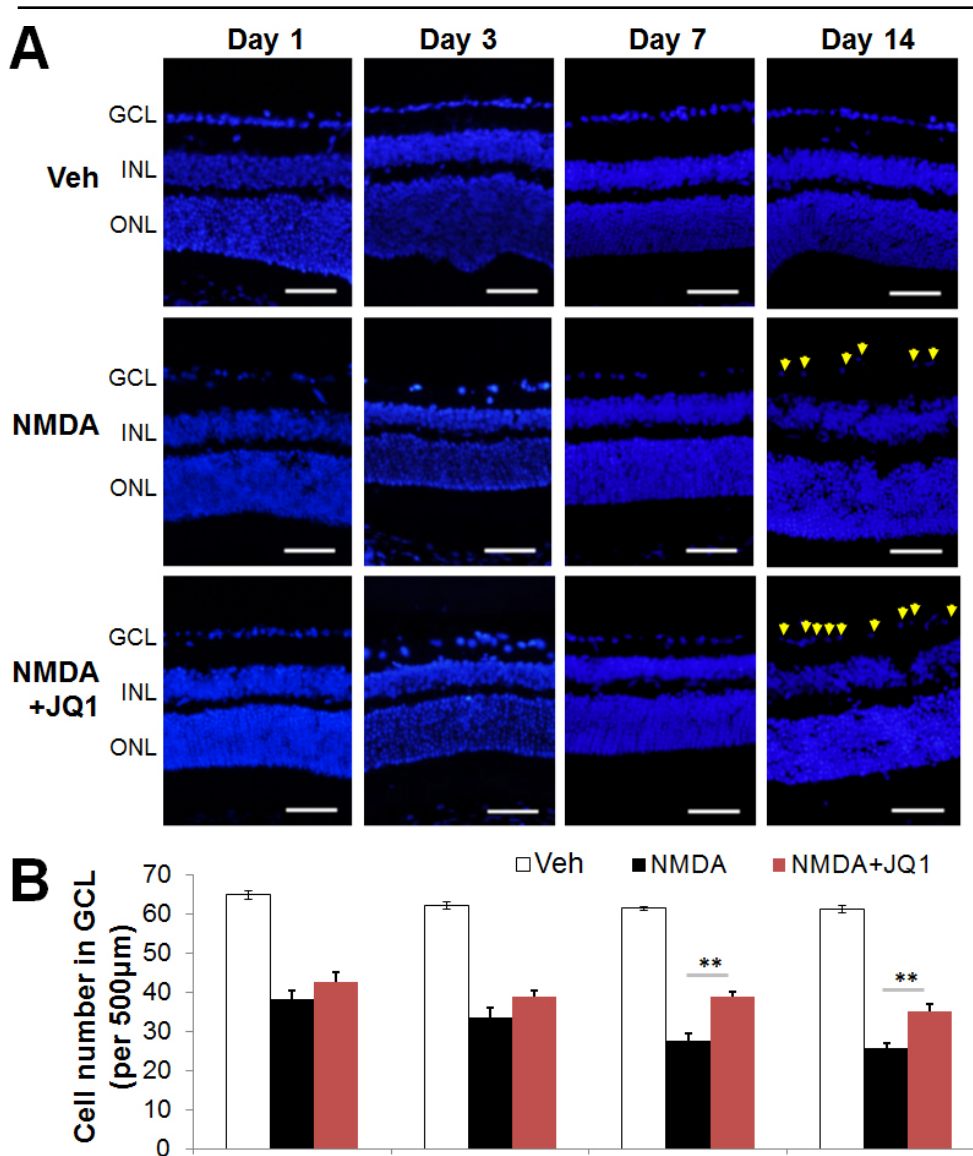 A
Day 1 Day 3 Day 7 Day 14
Veh
GCL
INL
ONL
NMDA
GCL
INL
ONL
NMDA
+JQ1
GCL
INL
ONL
B
Veh NMDA NMDA+JQ1
Cell number in GCL
(per 500µm)
70
60
50
40
30
20
10
0
**
**